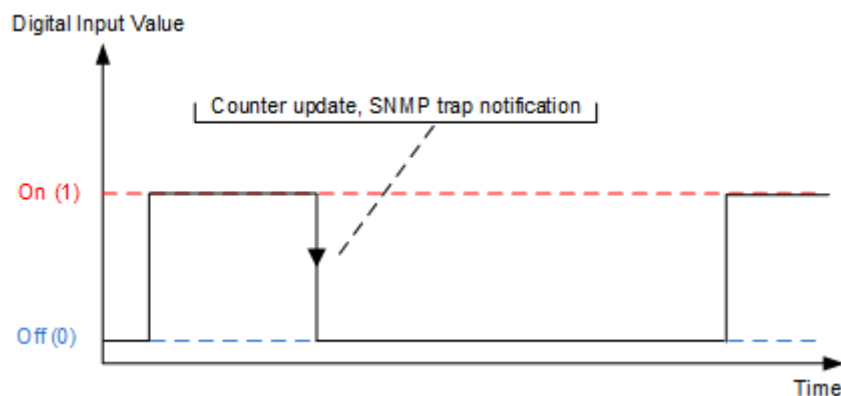 Digital Input Value
Counter update, SNMP trap notification
On (1)
Off (0)
Time